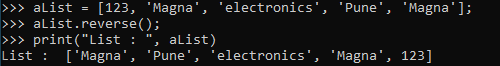 >>> aList = [123, 'Magna', 'electronics', 'Pune', 'Magna'];
>>> aList.reverse();
>>> print("List : ", aList)
List :  ['Magna', 'Pune', 'electronics', 'Magna', 123]